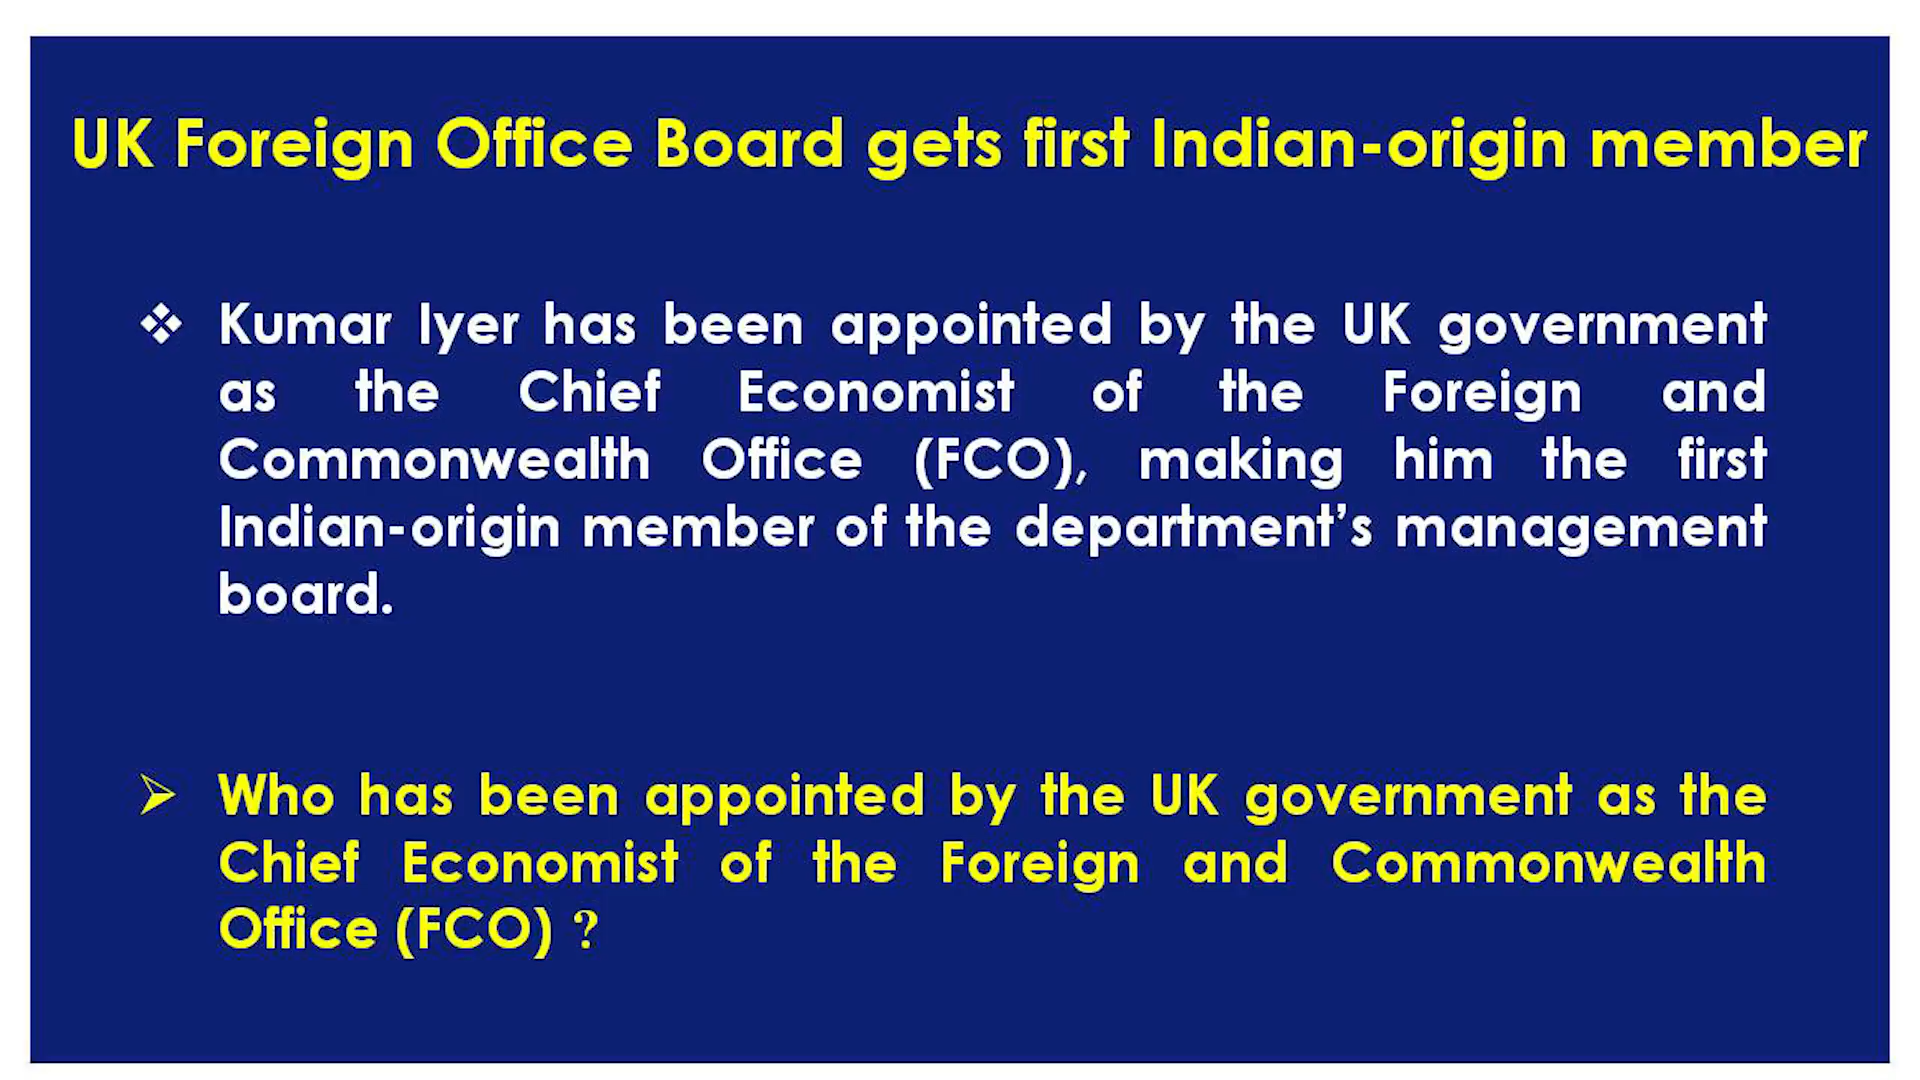 UK Foreign Office Board gets first Indian-origin member
❖ Kumar Iyer has been appointed by the UK government
as the Chief Economist of the Foreign and
Commonwealth Office (FCO), making him the first
Indian-origin member of the department’s management
board.
➢ Who has been appointed by the UK government as the
Chief Economist of the Foreign and Commonwealth
Office (FCO) ?